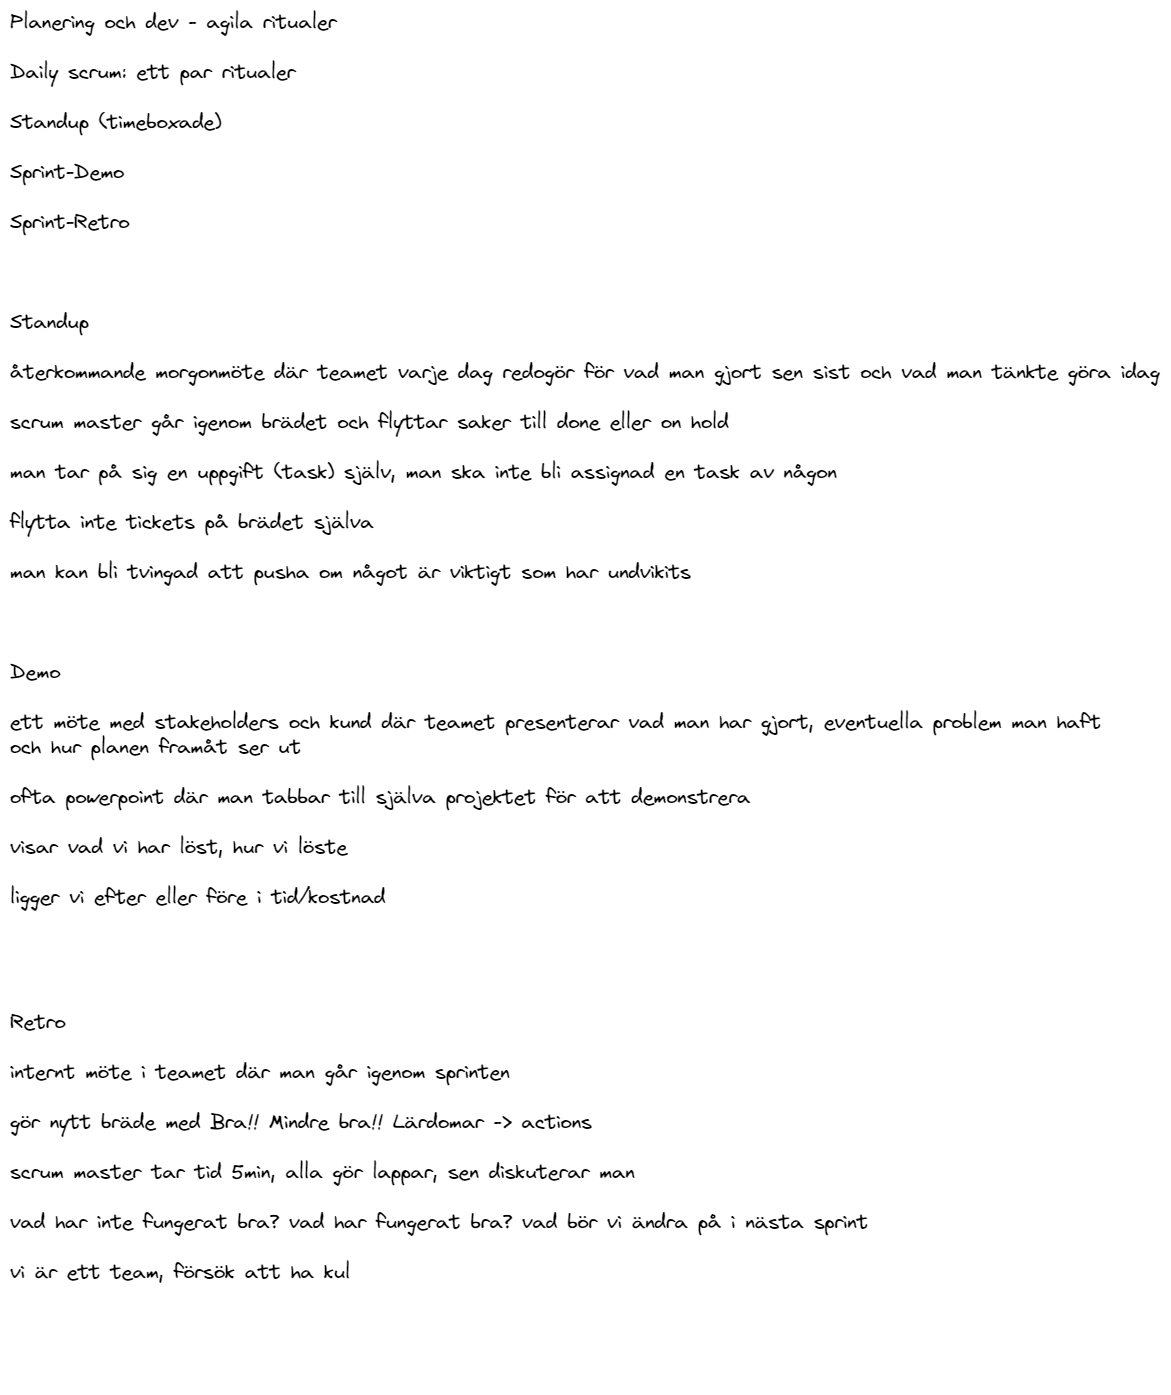 Planering och dev - agila ritualer
Daily scrum: ett par ritualer
Standup (timeboxade)
Sprint-Demo
Sprint-Retro
Standup
återkommande morgonmöte där teamet varje dag redogör för vad man gjort sen sist och vad man tänkte göra idag
scrum master går igenom brädet och flyttar saker till done eller on hold
man tar på sig en uppgift (task) själv, man ska inte bli assignad en task av någon
flytta inte tickets på brädet själva
man kan bli tvingad att pusha om något är viktigt som har undvikits
Demo
ett möte med stakeholders och kund där teamet presenterar vad man har gjort, eventuella problem man haft
och hur planen framåt ser ut
ofta powerpoint där man tabbar till själva projektet för att demonstrera
visar vad vi har löst, hur vi löste
ligger vi efter eller före i tid/kostnad
Retro
internt möte i teamet där man går igenom sprinten
gör nytt bräde med Bra!! Mindre bra!! Lärdomar -> actions
scrum master tar tid 5min, alla gör lappar, sen diskuterar man
vad har inte fungerat bra? vad har fungerat bra? vad bör vi ändra på i nästa sprint
vi är ett team, försök att ha kul